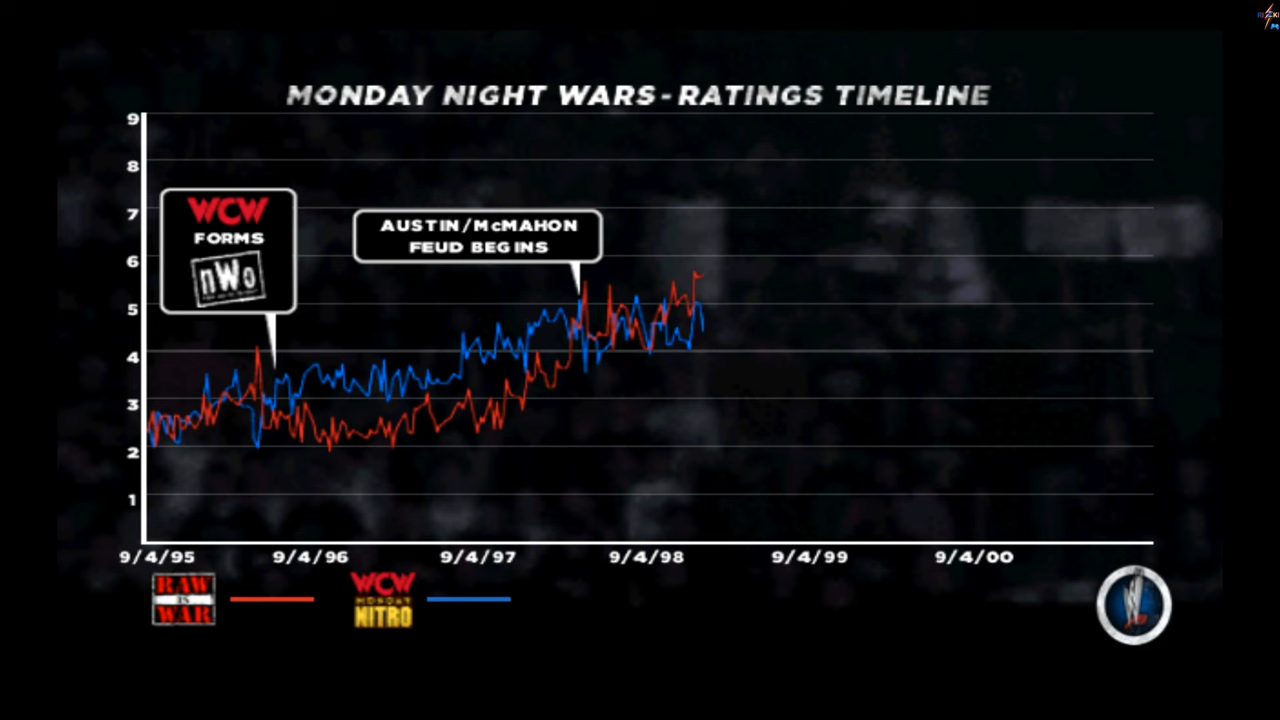 MONDAY NIGHT WARS - RATINGS TIMELINE
9
8
7
6
5
4
3
2
1
WCW
FORMS
nWo
AUSTIN/McMAHON
FEUD BEGINS
9/4/95 9/4/96 9/4/97 9/4/98 9/4/99 9/4/00
RAW
IS
WAR
WCW
MONDAY
NITRO